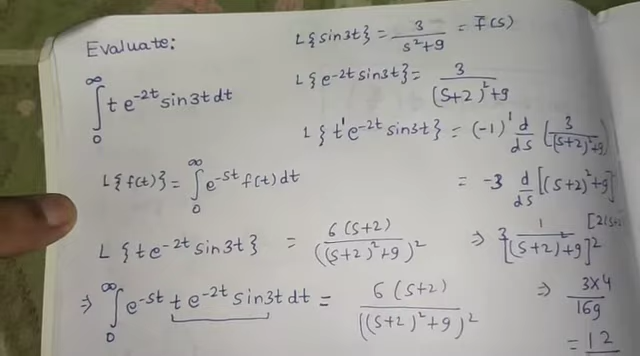 Evaluate:
∞∫0 t e^-2t sin3t dt
L{sin3t} = 3/(s²+9) = f̄(s)
L{e^-2t sin3t} = 3/((s+2)²+9)
L{t' e^-2t sin3t} = (-1)' d/ds (3/((s+2)²+9))
L{f(t)} = ∞∫0 e^-st f(t) dt
= -3 d/ds [(s+2)²+9]
L{t e^-2t sin3t} = 6(s+2)/((s+2)²+9)² ⇒ 3 1/[(s+2)²+9]² [2(s+2
⇒ ∞∫0 e^-st t e^-2t sin3t dt = 6(s+2)/((s+2)²+9)² ⇒ 3×4/169
= 12